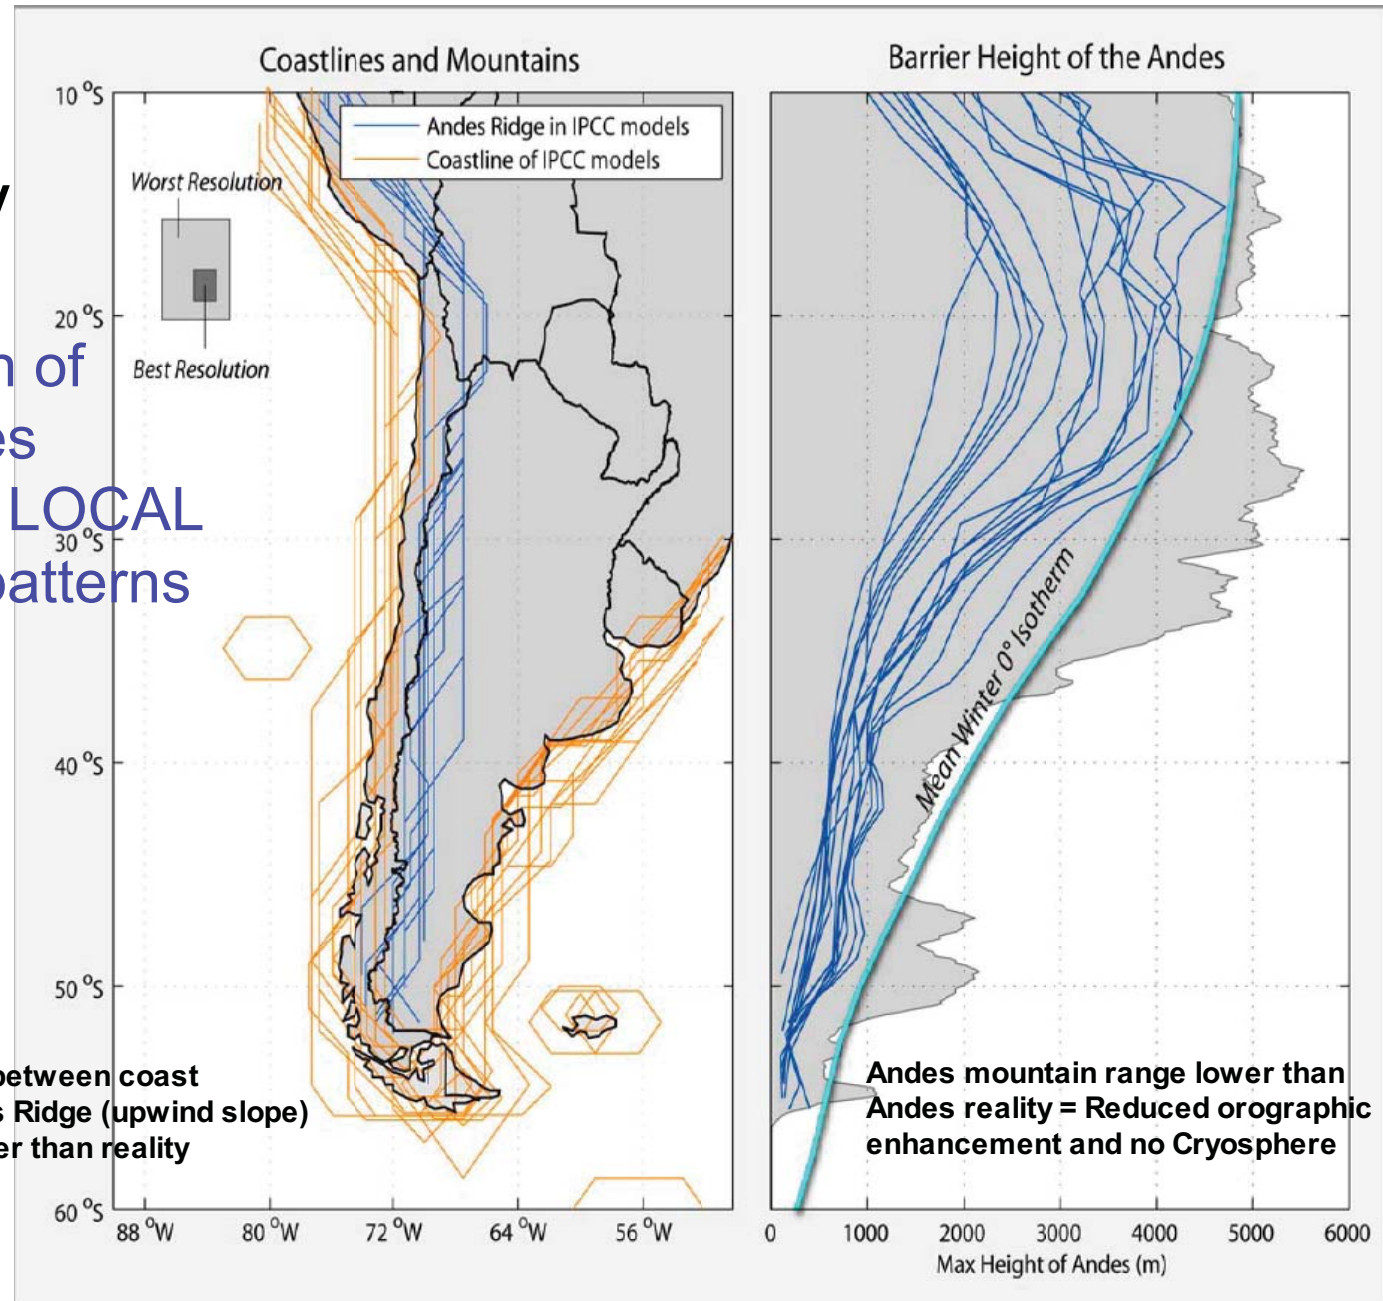 Coastlines and Mountains
Barrier Height of the Andes
10 °S
20 °S
30 °S
40 °S
50 °S
60 °S
Andes Ridge in IPCC models
Coastline of IPCC models
Worst Resolution
Best Resolution
y
n of
es
LOCAL
patterns
between coast
s Ridge (upwind slope)
er than reality
88 °W
80 °W
72 °W
64 °W
56 °W
Mean Winter 0° Isotherm
Andes mountain range lower than
Andes reality = Reduced orographic
enhancement and no Cryosphere
0
1000
2000
3000
4000
5000
6000
Max Height of Andes (m)